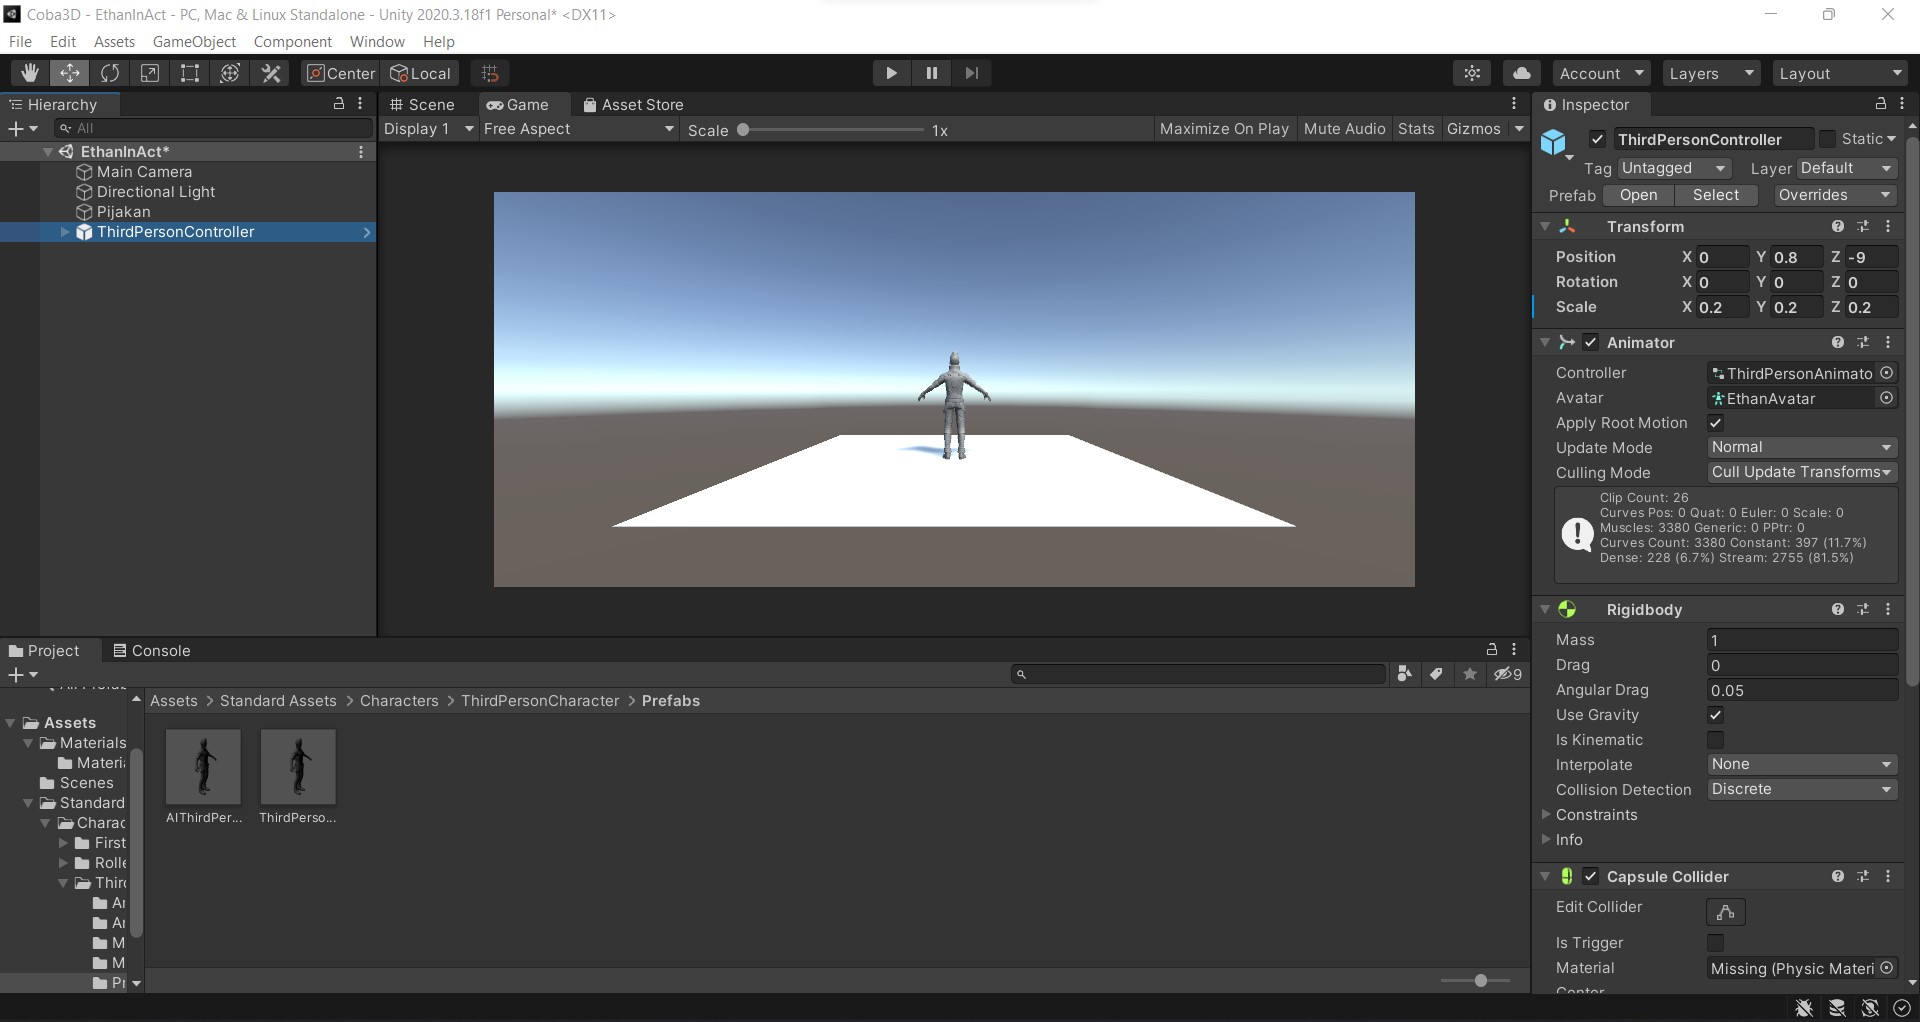 Coba3D - EthanInAct - PC, Mac & Linux Standalone - Unity 2020.3.18f1 Personal* <DX11>
File Edit Assets GameObject Component Window Help
Center Local Account Layers Layout
Hierarchy
All
EthanInAct*
Main Camera
Directional Light
Pijakan
ThirdPersonController
Scene Game Asset Store
Display 1 Free Aspect Scale 1x Maximize On Play Mute Audio Stats Gizmos
Inspector
ThirdPersonController Static
Tag Untagged Layer Default
Prefab Open Select Overrides
Transform
Position X 0 Y 0.8 Z -9
Rotation X 0 Y 0 Z 0
Scale X 0.2 Y 0.2 Z 0.2
Animator
Controller ThirdPersonAnimato
Avatar EthanAvatar
Apply Root Motion
Update Mode Normal
Culling Mode Cull Update Transforms
Clip Count: 26
Curves Pos: 0 Quat: 0 Euler: 0 Scale: 0
Muscles: 3380 Generic: 0 PPtr: 0
Curves Count: 3380 Constant: 397 (11.7%)
Dense: 228 (6.7%) Stream: 2755 (81.5%)
Rigidbody
Mass 1
Drag 0
Angular Drag 0.05
Use Gravity
Is Kinematic
Interpolate None
Collision Detection Discrete
Constraints
Info
Capsule Collider
Edit Collider
Is Trigger
Material Missing (Physic Materi
Center
Project Console
9
Assets
Materials
Materi
Scenes
Standard
Charac
First
Rolle
Third
M
M
Pr
Assets > Standard Assets > Characters > ThirdPersonCharacter > Prefabs
AIThirdPer... ThirdPerso...